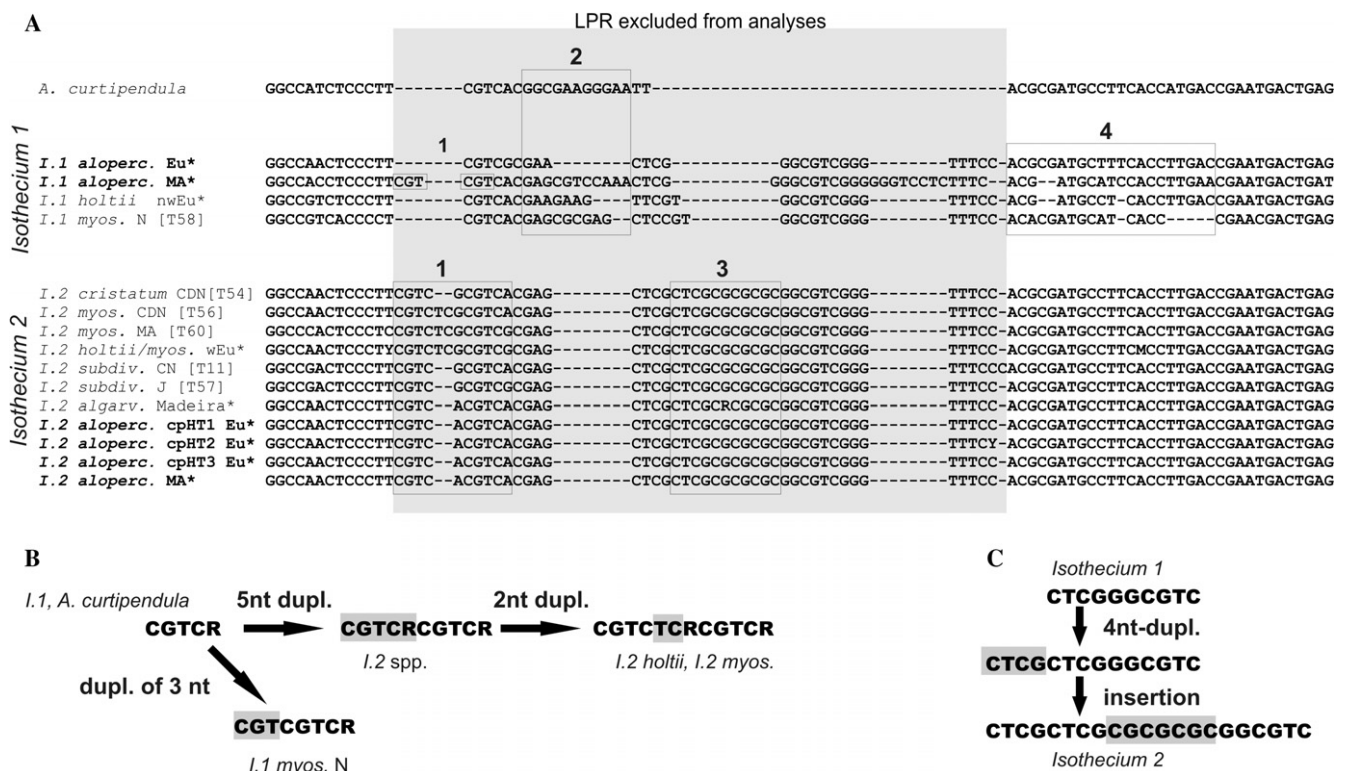 A
LPR excluded from analyses
2
A. curtipendula GGCCATCTCCCTT-------CGTCACGGCGAAGGGAATT------------------------------------ACGCGATGCCTTCACCATGACCGAATGACTGAG
Isothecium 1
1
4
I.1 aloperc. Eu* GGCCAACTCCCTT-------CGTCGCGAA--------CTCG-----------GGCGTCGGG--------TTTCC-ACGCGATGCTTTCACCTTGACCGAATGACTGAG
I.1 aloperc. MA* GGCCACCTCCCTTCGT----CGTCACGAGCGTCCAAACTCG----------GGGCGTCGGGGGGTCCTCTTTC--ACG--ATGCATCCACCTTGAACGAATGACTGAT
I.1 holtii nwEu* GGCCGTCTCCCTT-------CGTCACGAAGAAG----TTCGT----------GGCGTCGGG--------TTTCC-ACG--ATGCCT-CACCTTGACCGAATGACTGAG
I.1 myos. N [T58] GGCCGTCACCCCT-------CGTCACGAGCGCGAG--CTCCGT---------GGCGTCGGG--------TTTCC-ACACGATGCAT-CACC-----CGAACGACTGAG
Isothecium 2
1
3
I.2 cristatum CDN[T54] GGCCAACTCCCTTCGTC--GCGTCACGAG--------CTCGCTCGCGCGCGCGGCGTCGGG--------TTTCC-ACGCGATGCCTTCACCTTGACCGAATGACTGAG
I.2 myos. CDN [T56] GGCCAACTCCCTTCGTCTCGCGTCACGAG--------CTCGCTCGCGCGCGCGGCGTCGGG--------TTTCC-ACGCGATGCCTTCACCTTGACCGAATGACTGAG
I.2 myos. MA [T60] GGCCCACTCCCTCCGTCTCGCGTCGCGAG--------CTCGCTCGCGCGCGCGGCGTCGGG--------TTTCC-ACGCGATGCCTTCACCTTGACCGAATGACTGAG
I.2 holtii/myos. wEu* GGCCCAACTCCCTYCGTCTCGCGTCGCGAG--------CTCGCTCGCGCGCGCGGCGTCGGG--------TTTCC-ACGCGATGCCTTCMCCTTGACCGAATGACTGAG
I.2 subdiv. CN [T11] GGCCGACTCCCTTCGTC--GCGTCACGAG--------CTCGCTCGCGCGCGCGGCGTCGGG--------TTTCCCACGCGATGCCTTCACCTTGACCGAATGACTGAG
I.2 subdiv. J [T57] GGCCGACTCCCTTCGTC--GCGTCACGAG--------CTCGCTCGCGCGCGCGGCGTCGGG--------TTTCC-ACGCGATGCCTTCACCTTGACCGAATGACTGAG
I.2 algarv. Madeira* GGCCAACTCCCTTCGTC--ACGTCACGAG--------CTCGCTCGCRCGCGCGGCGTCGGG--------TTTCC-ACGCGATGCCTTCACCTTGACCGAATGACTGAG
I.2 aloperc. cpHT1 Eu* GGCCAACTCCCTTCGTC--ACGTCACGAG--------CTCGCTCGCGCGCGCGGCGTCGGG--------TTTCC-ACGCGATGCCTTCACCTTGACCGAATGACTGAG
I.2 aloperc. cpHT2 Eu* GGCCAACTCCCTTCGTC--ACGTCACGAG--------CTCGCTCGCGCGCGCGGCGTCGGG--------TTTCY-ACGCGATGCCTTCACCTTGACCGAATGACTGAG
I.2 aloperc. cpHT3 Eu* GGCCAACTCCCTTCGTC--ACGTCACGAG--------CTCGCTCGCGCGCGCGGCGTCGGG--------TTTCC-ACGCGATGCCTTCACCTTGACCGAATGACTGAG
I.2 aloperc. MA* GGCCAACTCCCTTCGTC--ACGTCACGAG--------CTCGCTCGCGCGCGCGGCGTCGGG--------TTTCC-ACGCGATGCCTTCACCTTGACCGAATGACTGAG
B
I.1, A. curtipendula
5nt dupl.
2nt dupl.
CGTCR
CGTCRCGTCR
CGTCTCRCGTCR
I.2 spp.
I.2 holtii, I.2 myos.
dupl. of 3 nt
CGTCGTCR
I.1 myos. N
C
Isothecium 1
CTCGGGCGTC
4nt-dupl.
CTCGCTCGGGCGTC
insertion
CTCGCTCGCGCGCGCGGCGTC
Isothecium 2